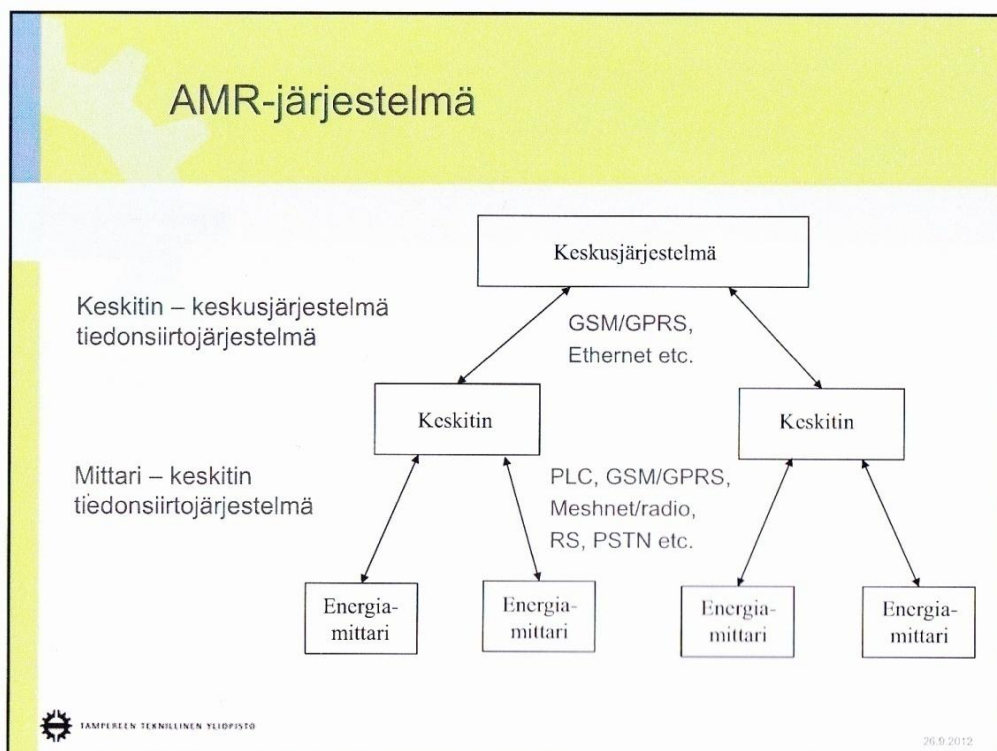 AMR-järjestelmä
Keskusjärjestelmä
Keskitin – keskusjärjestelmä
tiedonsiirtojärjestelmä
GSM/GPRS,
Ethernet etc.
Keskitin
Keskitin
Mittari – keskitin
tiedonsiirtojärjestelmä
PLC, GSM/GPRS,
Meshnet/radio,
RS, PSTN etc.
Energia-
mittari
Energia-
mittari
Energia-
mittari
Energia-
mittari
TAMPEREEN TEKNILLINEN YLIOPISTO
26.9.2012